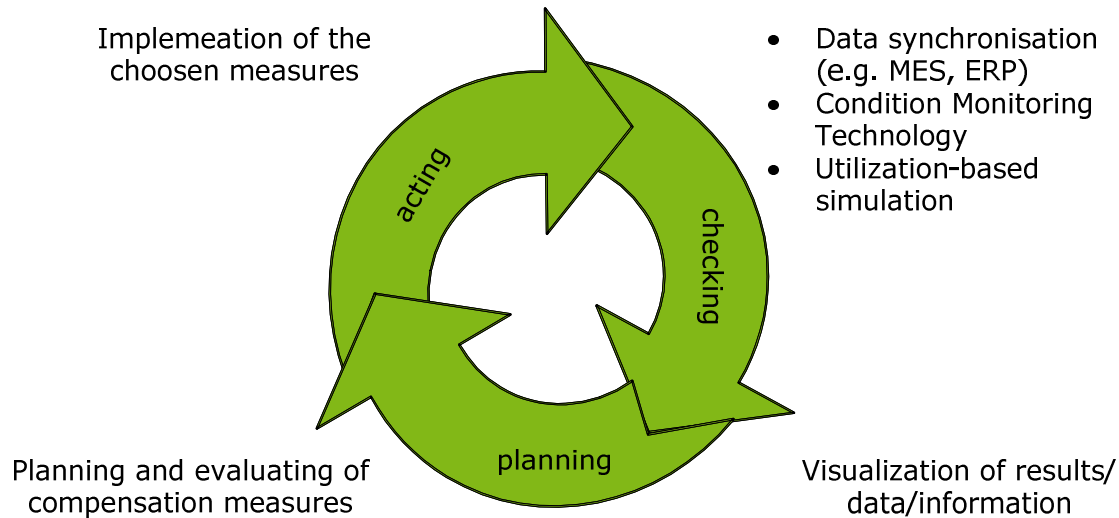 Implemeation of the
choosen measures
• Data synchronisation
(e.g. MES, ERP)
• Condition Monitoring
Technology
• Utilization-based
simulation
acting
checking
planning
Planning and evaluating of
compensation measures
Visualization of results/
data/information